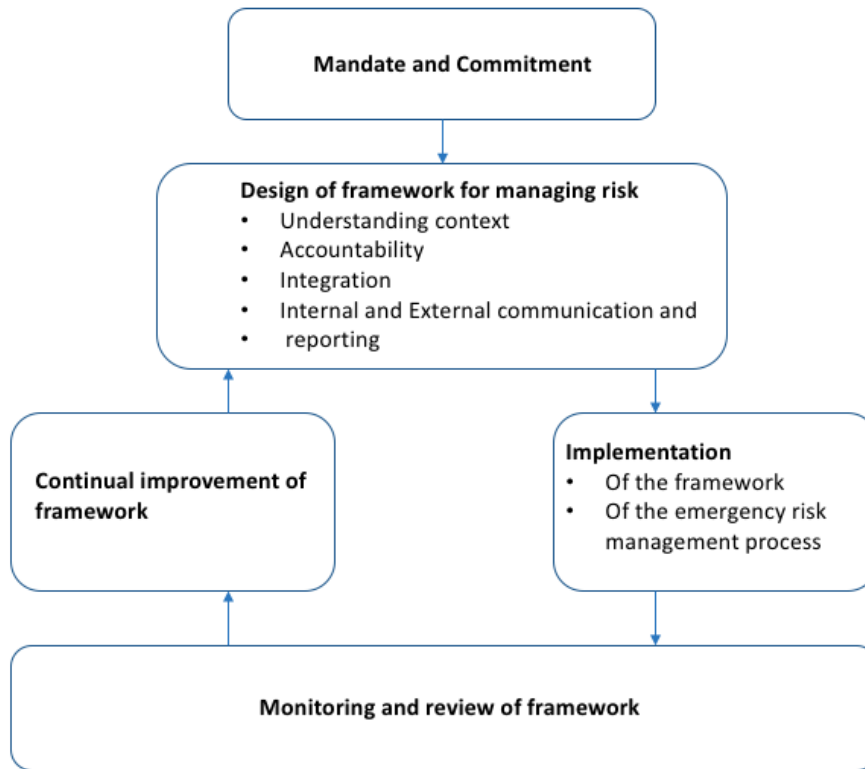 Mandate and Commitment
Design of framework for managing risk
• Understanding context
• Accountability
• Integration
• Internal and External communication and
• reporting
Continual improvement of
framework
Implementation
• Of the framework
• Of the emergency risk
management process
Monitoring and review of framework